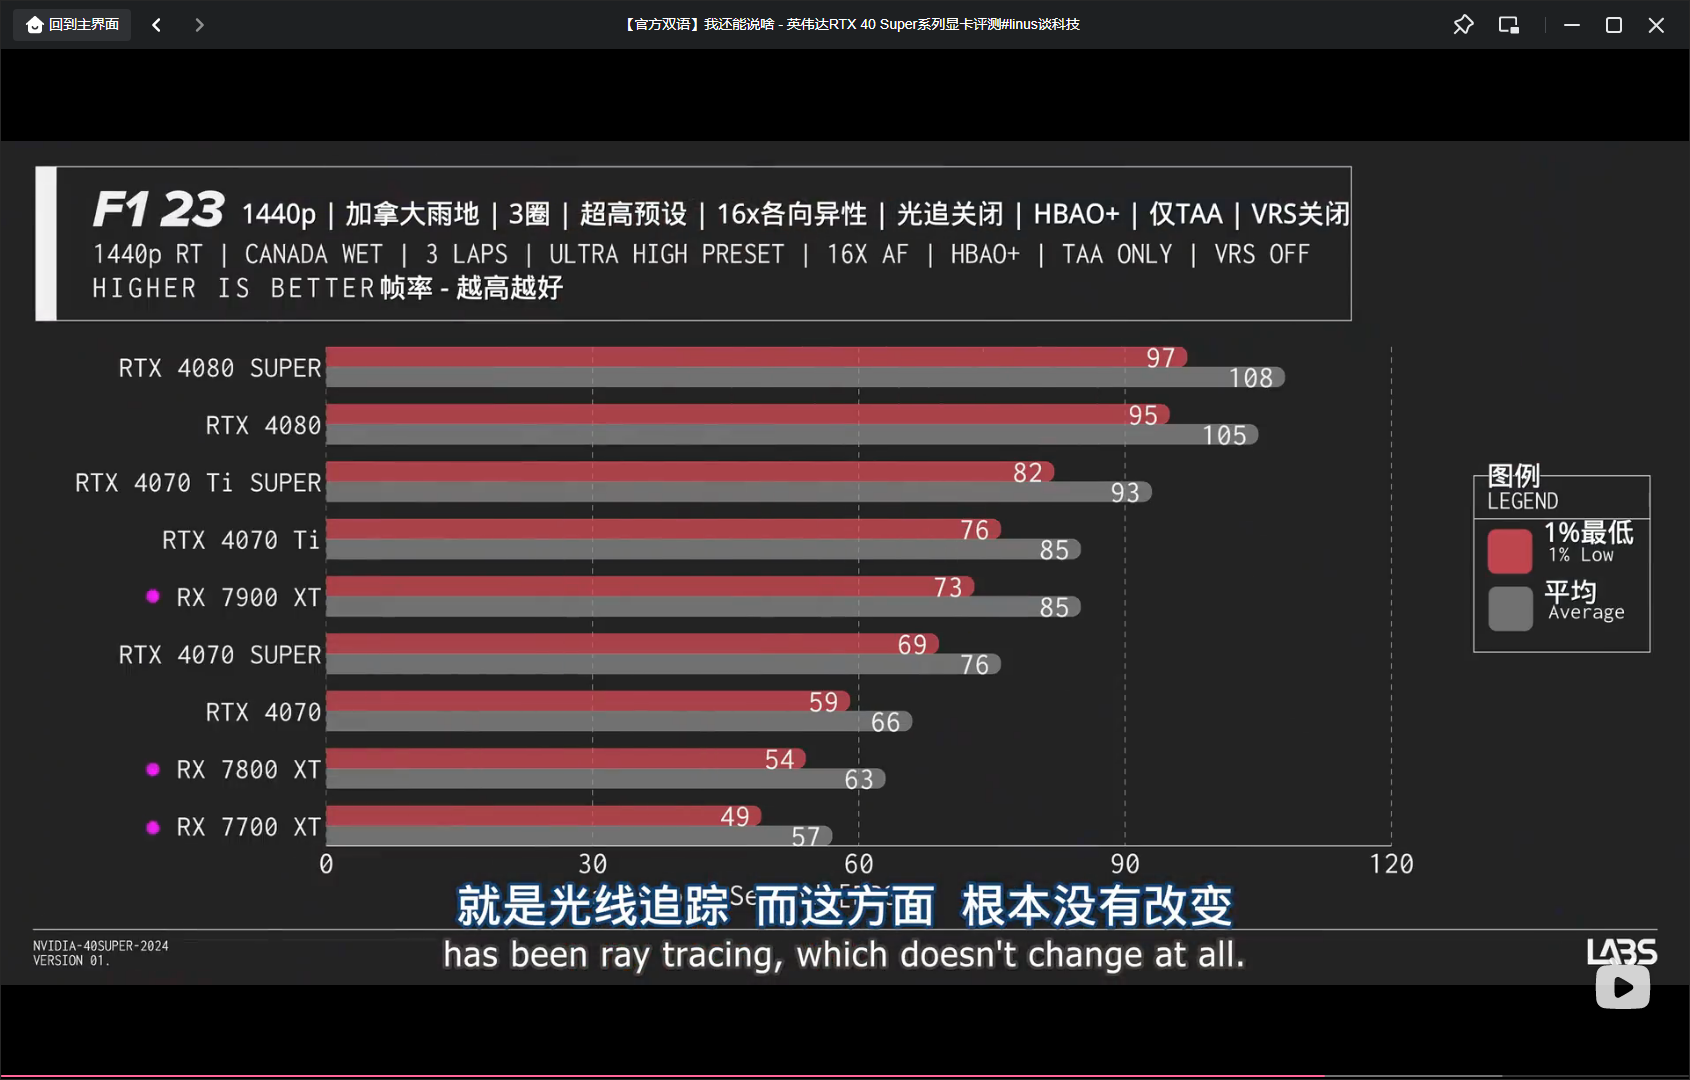 回到主界面
【官方双语】我还能说啥 - 英伟达RTX 40 Super系列显卡评测#linus谈科技
F1 23 1440p | 加拿大雨地 | 3圈 | 超高预设 | 16x各向异性 | 光追关闭 | HBAO+ | 仅TAA | VRS关闭
1440p RT | CANADA WET | 3 LAPS | ULTRA HIGH PRESET | 16X AF | HBAO+ | TAA ONLY | VRS OFF
HIGHER IS BETTER帧率 - 越高越好
RTX 4080 SUPER
97
108
RTX 4080
95
105
RTX 4070 Ti SUPER
82
93
RTX 4070 Ti
76
85
RX 7900 XT
73
85
RTX 4070 SUPER
69
76
RTX 4070
59
66
RX 7800 XT
54
63
RX 7700 XT
49
57
0 30 60 90 120
图例
LEGEND
1%最低
1% Low
平均
Average
就是光线追踪 而这方面 根本没有改变
has been ray tracing, which doesn't change at all.
NVIDIA-40SUPER-2024
VERSION 01.
LABS